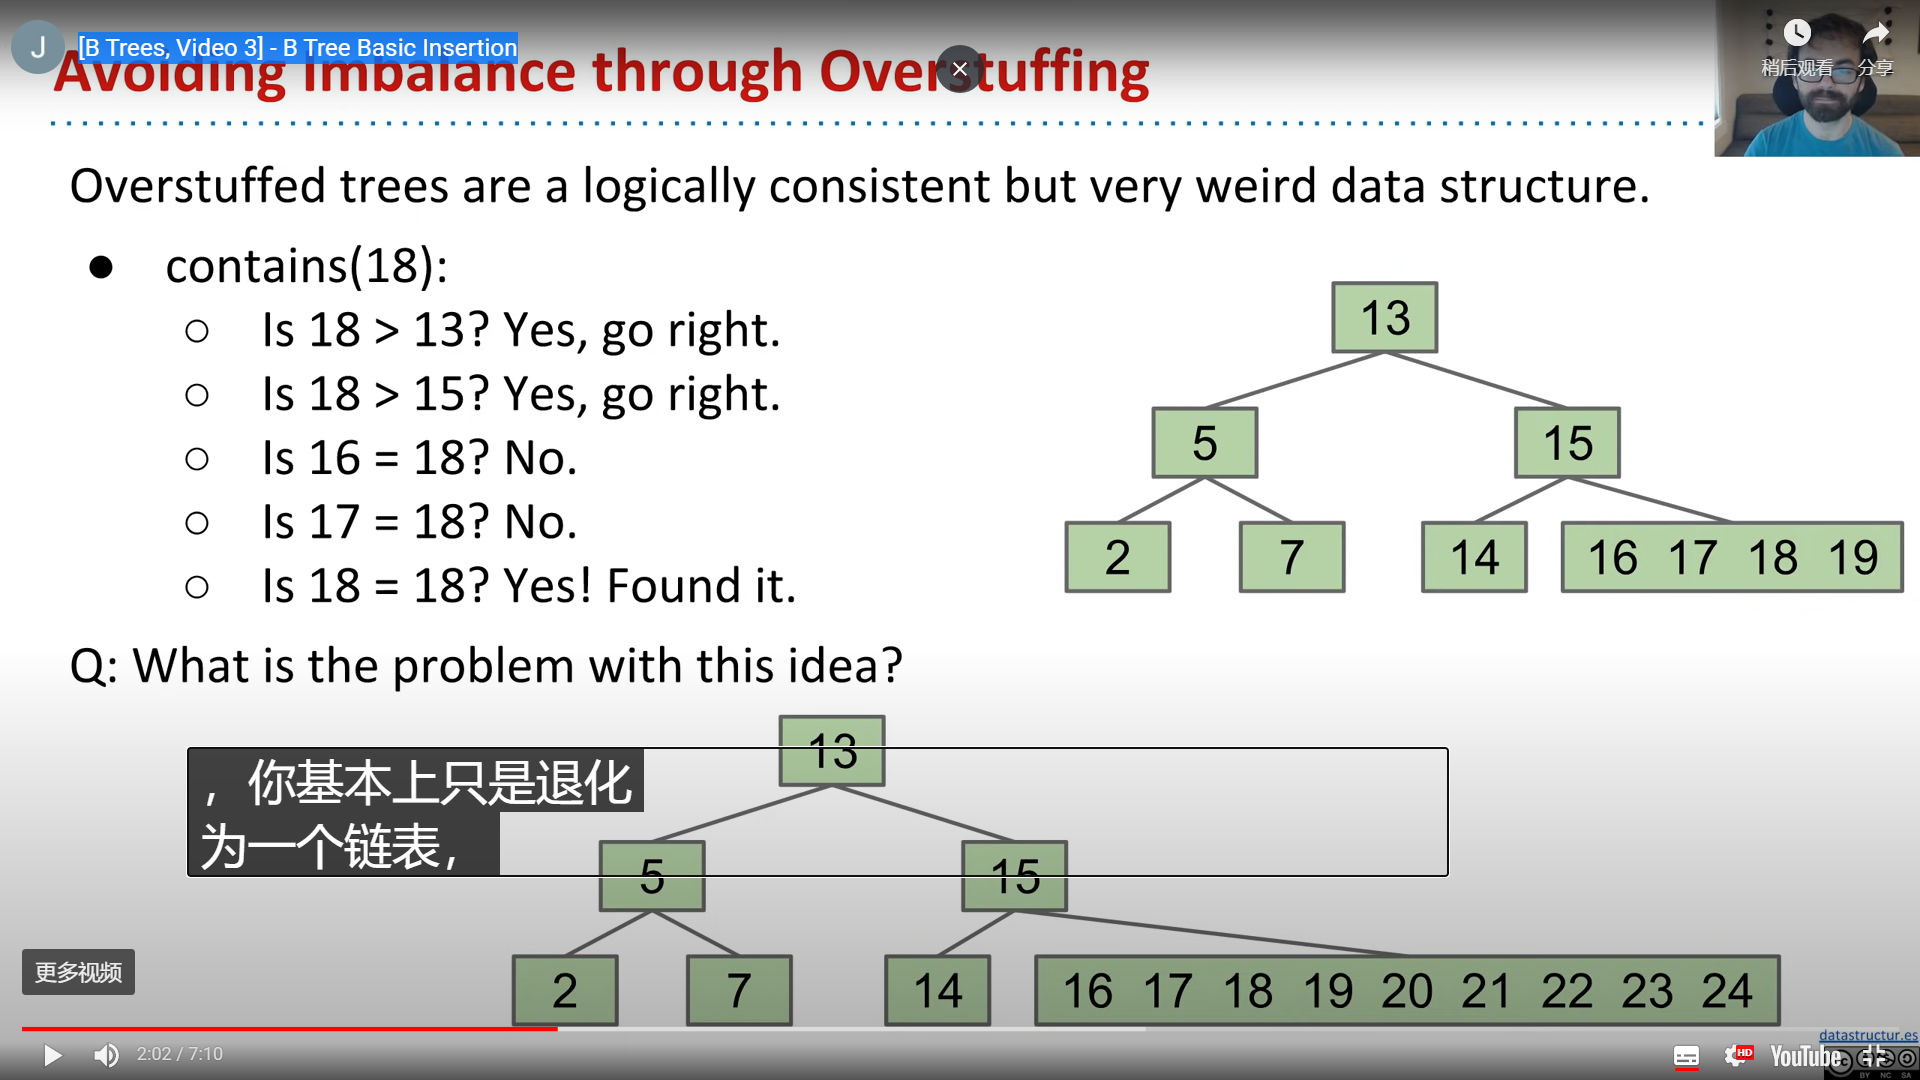 J
[B Trees, Video 3] - B Tree Basic Insertion
Avoiding Imbalance through Overstuffing
稍后观看
分享
Overstuffed trees are a logically consistent but very weird data structure.
● contains(18):
○ Is 18 > 13? Yes, go right.
○ Is 18 > 15? Yes, go right.
○ Is 16 = 18? No.
○ Is 17 = 18? No.
○ Is 18 = 18? Yes! Found it.
13
5 15
2 7 14 16 17 18 19
Q: What is the problem with this idea?
13
，你基本上只是退化
为一个链表，
5 15
更多视频
2 7 14 16 17 18 19 20 21 22 23 24
datastructur.es
2:02 / 7:10
HD
YouTube
cc
BY NC SA